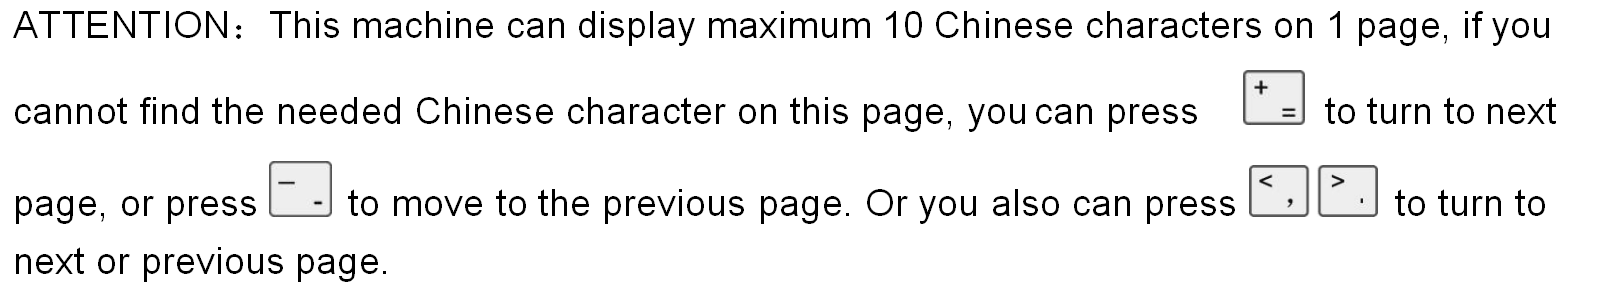 ATTENTION：This machine can display maximum 10 Chinese characters on 1 page, if you
cannot find the needed Chinese character on this page, you can press + = to turn to next
page, or press — - to move to the previous page. Or you also can press < , > . to turn to
next or previous page.